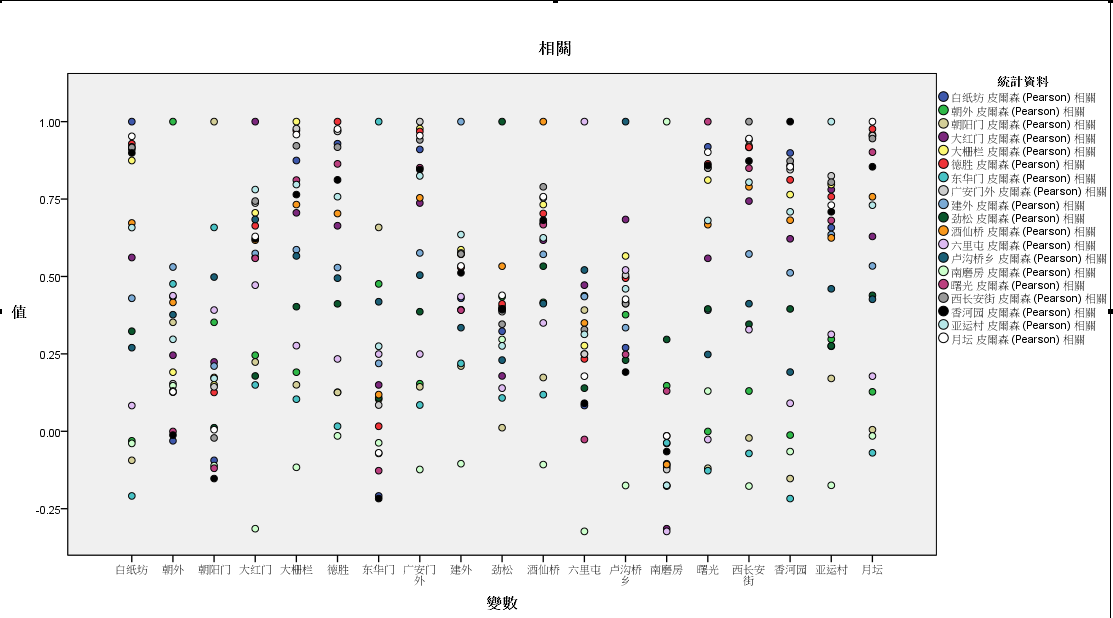 相關
統計資料
白纸坊 皮爾森 (Pearson) 相關
朝外 皮爾森 (Pearson) 相關
朝阳门 皮爾森 (Pearson) 相關
大红门 皮爾森 (Pearson) 相關
大栅栏 皮爾森 (Pearson) 相關
德胜 皮爾森 (Pearson) 相關
东华门 皮爾森 (Pearson) 相關
广安门外 皮爾森 (Pearson) 相關
建外 皮爾森 (Pearson) 相關
劲松 皮爾森 (Pearson) 相關
酒仙桥 皮爾森 (Pearson) 相關
六里屯 皮爾森 (Pearson) 相關
卢沟桥乡 皮爾森 (Pearson) 相關
南磨房 皮爾森 (Pearson) 相關
曙光 皮爾森 (Pearson) 相關
西长安街 皮爾森 (Pearson) 相關
香河园 皮爾森 (Pearson) 相關
亚运村 皮爾森 (Pearson) 相關
月坛 皮爾森 (Pearson) 相關
1.00
0.75
0.50
0.25
0.00
-0.25
值
白纸坊 朝外 朝阳门 大红门 大栅栏 德胜 东华门 广安门 建外 劲松 酒仙桥 六里屯 卢沟桥 南磨房 曙光 西长安 香河园 亚运村 月坛
外 乡 街
變數